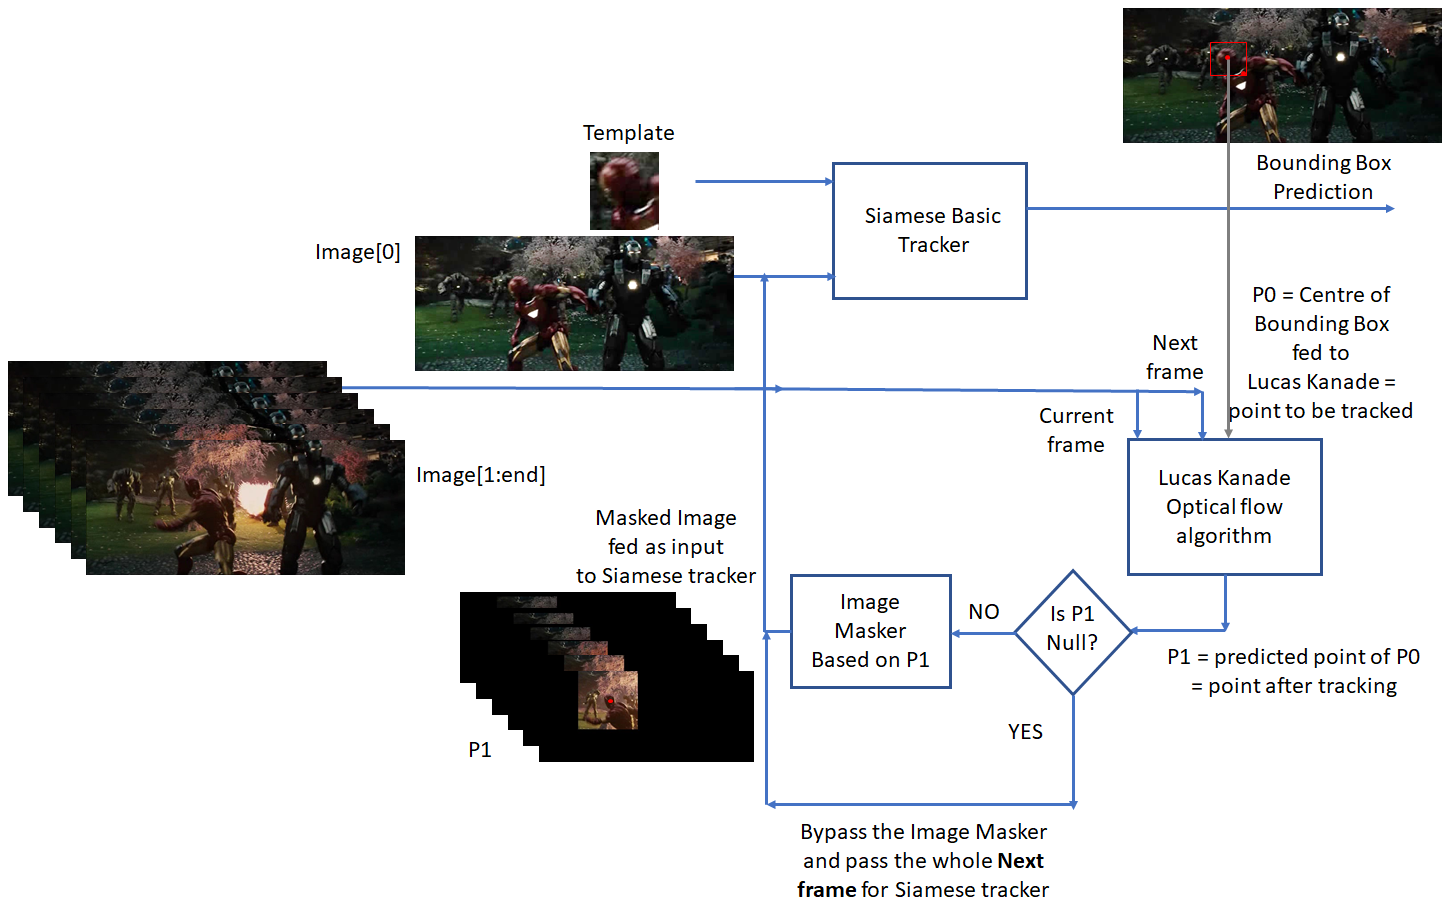 Template
Image[0]
Siamese Basic
Tracker
Bounding Box
Prediction
P0 = Centre of
Bounding Box
fed to
Lucas Kanade =
point to be tracked
Next
frame
Current
frame
Image[1:end]
Lucas Kanade
Optical flow
algorithm
Masked Image
fed as input
to Siamese tracker
Image
Masker
Based on P1
NO
Is P1
Null?
P1 = predicted point of P0
= point after tracking
YES
P1
Bypass the Image Masker
and pass the whole Next
frame for Siamese tracker